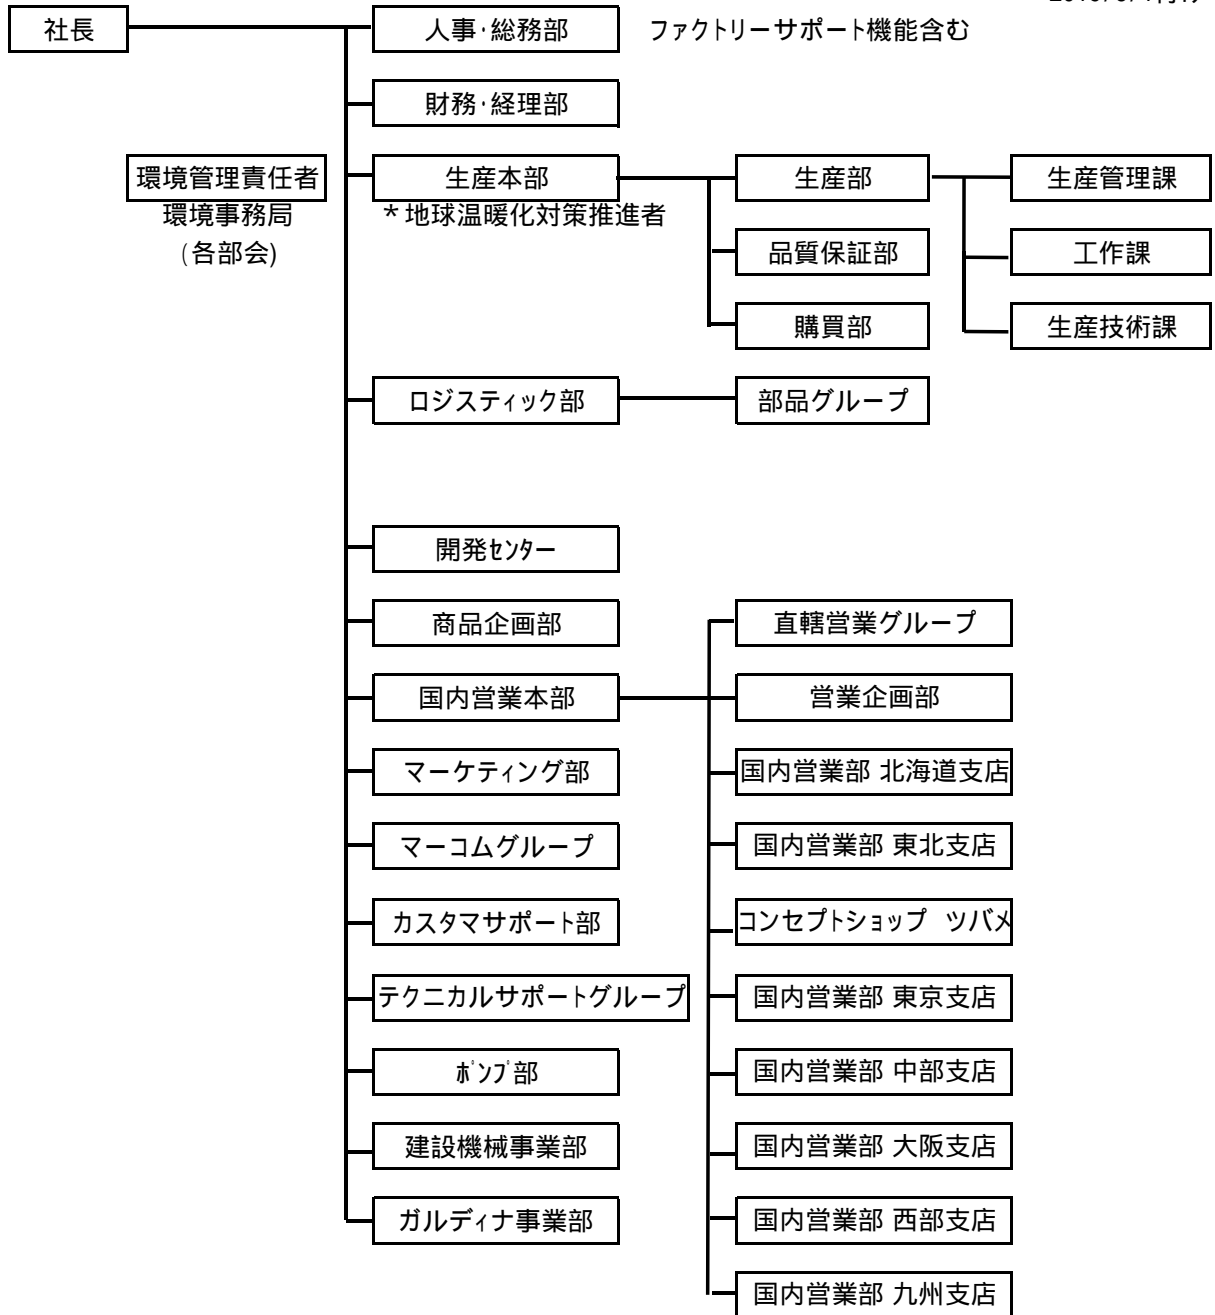 社長
人事・総務部
ファクトリーサポート機能含む
財務・経理部
環境管理責任者
環境事務局
(各部会)
生産本部
*地球温暖化対策推進者
生産部
生産管理課
品質保証部
工作課
購買部
生産技術課
ロジスティック部
部品グループ
開発センター
商品企画部
直轄営業グループ
国内営業本部
営業企画部
マーケティング部
国内営業部 北海道支店
マーコムグループ
国内営業部 東北支店
カスタマサポート部
コンセプトショップ ツバメ
テクニカルサポートグループ
国内営業部 東京支店
ポンプ部
国内営業部 中部支店
建設機械事業部
国内営業部 大阪支店
ガルディナ事業部
国内営業部 西部支店
国内営業部 九州支店